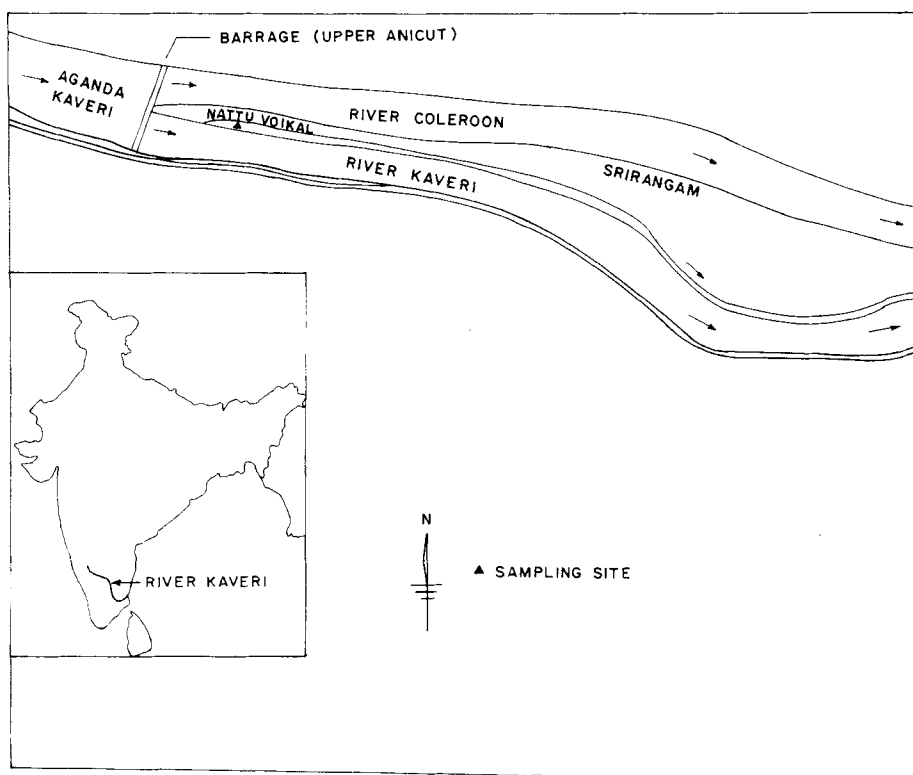 BARRAGE (UPPER ANICUT)
AGANDA
KAVERI
NATTU VOIKAL
RIVER COLEROON
RIVER KAVERI
SRIRANGAM
RIVER KAVERI
N
▲ SAMPLING SITE